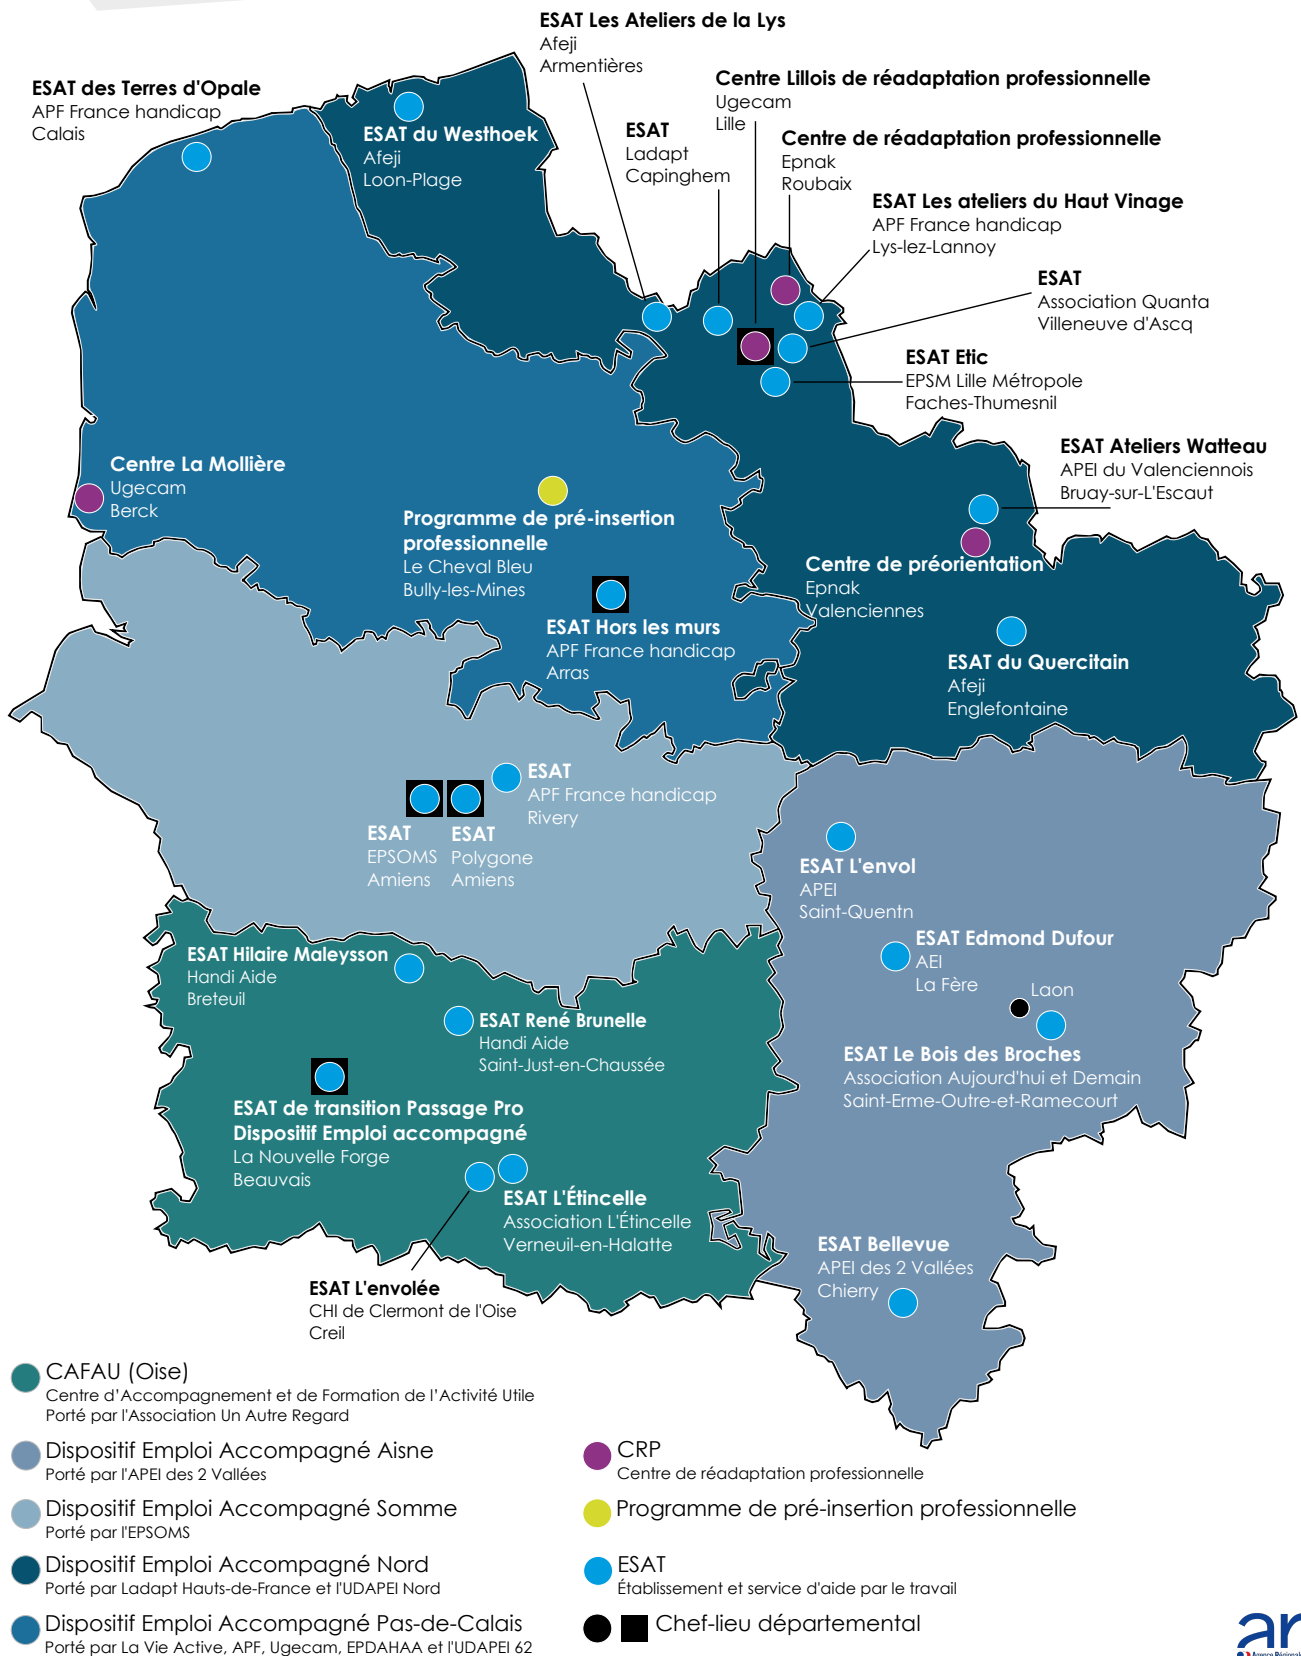 ESAT Les Ateliers de la Lys
Afeji
Armentières
ESAT des Terres d'Opale
APF France handicap
Calais
Centre Lillois de réadaptation professionnelle
Ugecam
Lille
ESAT du Westhoek
Afeji
Loon-Plage
ESAT
Ladapt
Capinghem
Centre de réadaptation professionnelle
Epnak
Roubaix
ESAT Les ateliers du Haut Vinage
APF France handicap
Lys-lez-Lannoy
ESAT
Association Quanta
Villeneuve d'Ascq
ESAT Etic
EPSM Lille Métropole
Faches-Thumesnil
ESAT Ateliers Watteau
APEI du Valenciennois
Bruay-sur-L'Escaut
Centre La Mollière
Ugecam
Berck
Programme de pré-insertion
professionnelle
Le Cheval Bleu
Bully-les-Mines
Centre de préorientation
Epnak
Valenciennes
ESAT Hors les murs
APF France handicap
Arras
ESAT du Quercitain
Afeji
Englefontaine
ESAT
APF France handicap
Rivery
ESAT
EPSOMS
Amiens
ESAT
Polygone
Amiens
ESAT L'envol
APEI
Saint-Quentn
ESAT Edmond Dufour
AEI
La Fère
Laon
ESAT Hilaire Maleysson
Handi Aide
Breteuil
ESAT René Brunelle
Handi Aide
Saint-Just-en-Chaussée
ESAT Le Bois des Broches
Association Aujourd'hui et Demain
Saint-Erme-Outre-et-Ramecourt
ESAT de transition Passage Pro
Dispositif Emploi accompagné
La Nouvelle Forge
Beauvais
ESAT L'Étincelle
Association L'Étincelle
Verneuil-en-Halatte
ESAT Bellevue
APEI des 2 Vallées
Chierry
ESAT L'envolée
CHI de Clermont de l'Oise
Creil
CAFAU (Oise)
Centre d'Accompagnement et de Formation de l'Activité Utile
Porté par l'Association Un Autre Regard
Dispositif Emploi Accompagné Aisne
Porté par l'APEI des 2 Vallées
Dispositif Emploi Accompagné Somme
Porté par l'EPSOMS
Dispositif Emploi Accompagné Nord
Porté par Ladapt Hauts-de-France et l'UDAPEI Nord
Dispositif Emploi Accompagné Pas-de-Calais
Porté par La Vie Active, APF, Ugecam, EPDAHAA et l'UDAPEI 62
CRP
Centre de réadaptation professionnelle
Programme de pré-insertion professionnelle
ESAT
Établissement et service d'aide par le travail
Chef-lieu départemental
ar
Agence Régionale